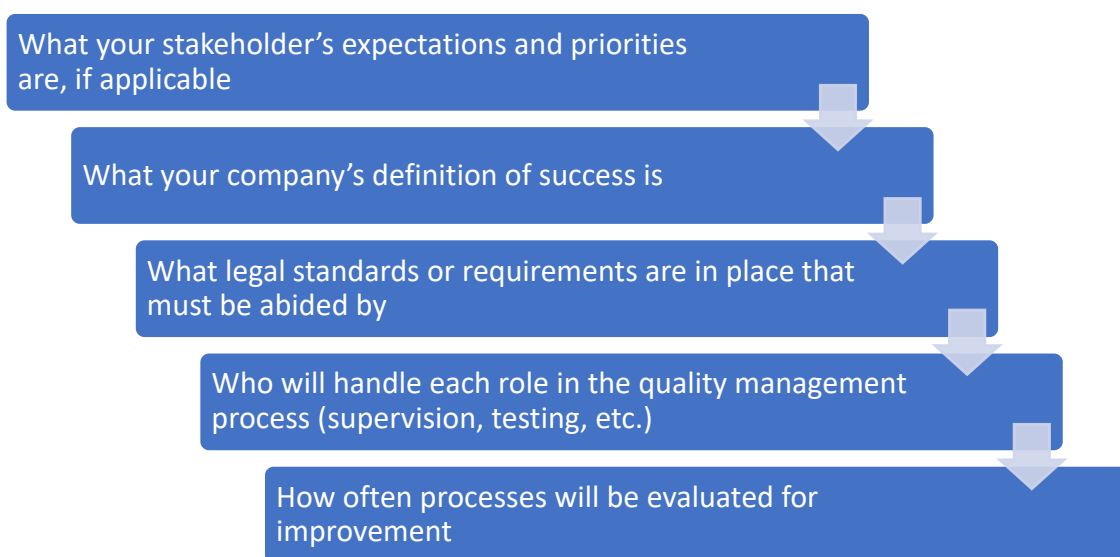 What your stakeholder’s expectations and priorities
are, if applicable
What your company’s definition of success is
What legal standards or requirements are in place that
must be abided by
Who will handle each role in the quality management
process (supervision, testing, etc.)
How often processes will be evaluated for
improvement